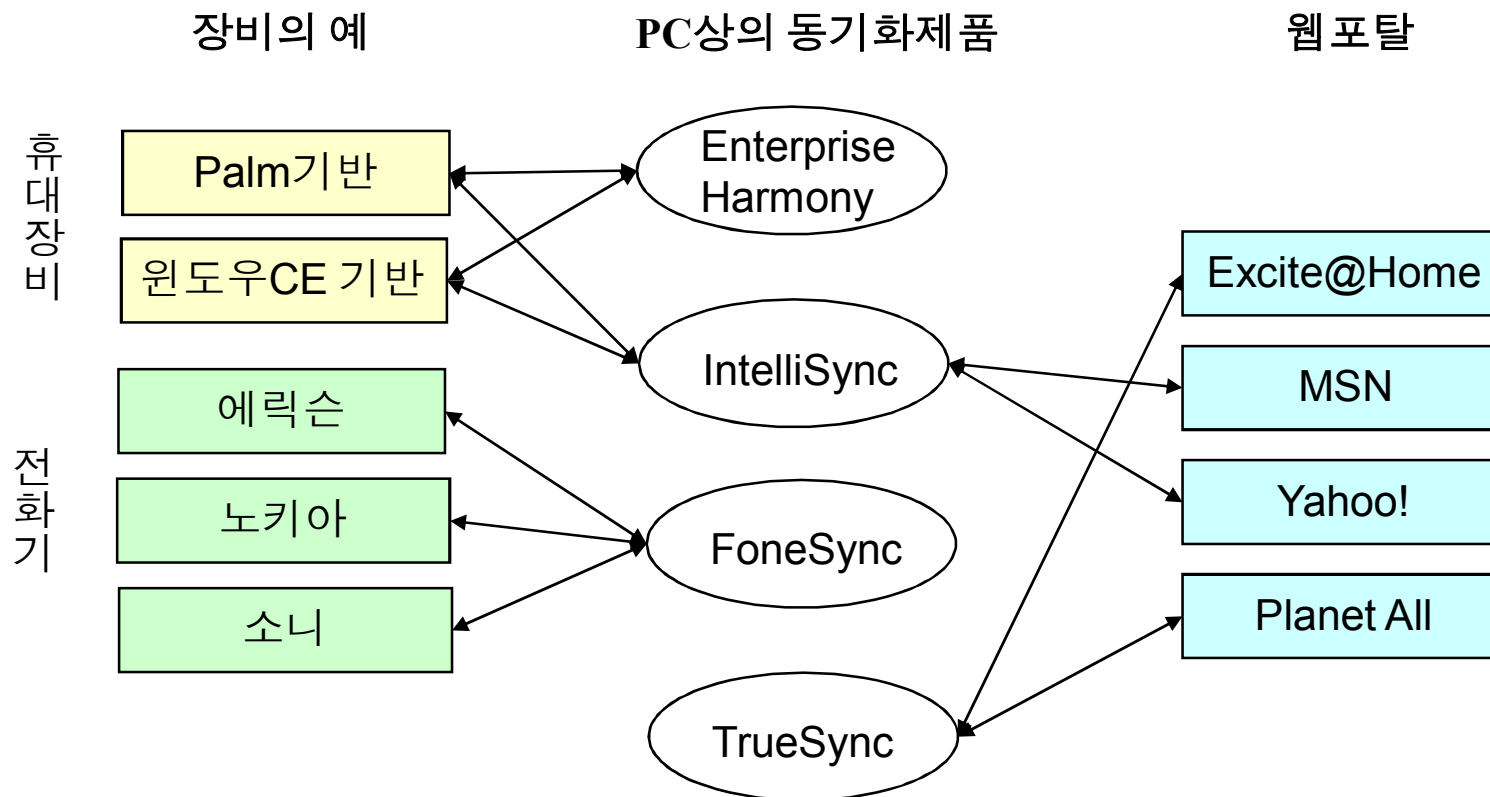 장비의 예
PC상의 동기화제품
웹포탈
휴대장비
Palm기반
윈도우CE 기반
전화기
에릭슨
노키아
소니
Enterprise
Harmony
IntelliSync
FoneSync
TrueSync
Excite@Home
MSN
Yahoo!
Planet All